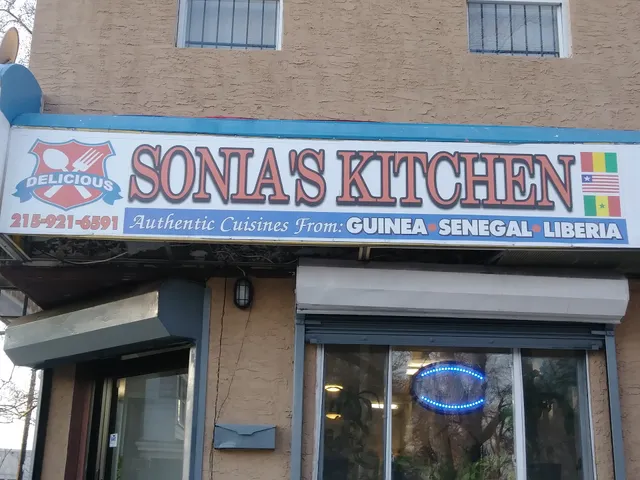 DELICIOUS
SONIA'S KITCHEN
215-921-6591
Authentic Cuisines From: GUINEA • SENEGAL • LIBERIA